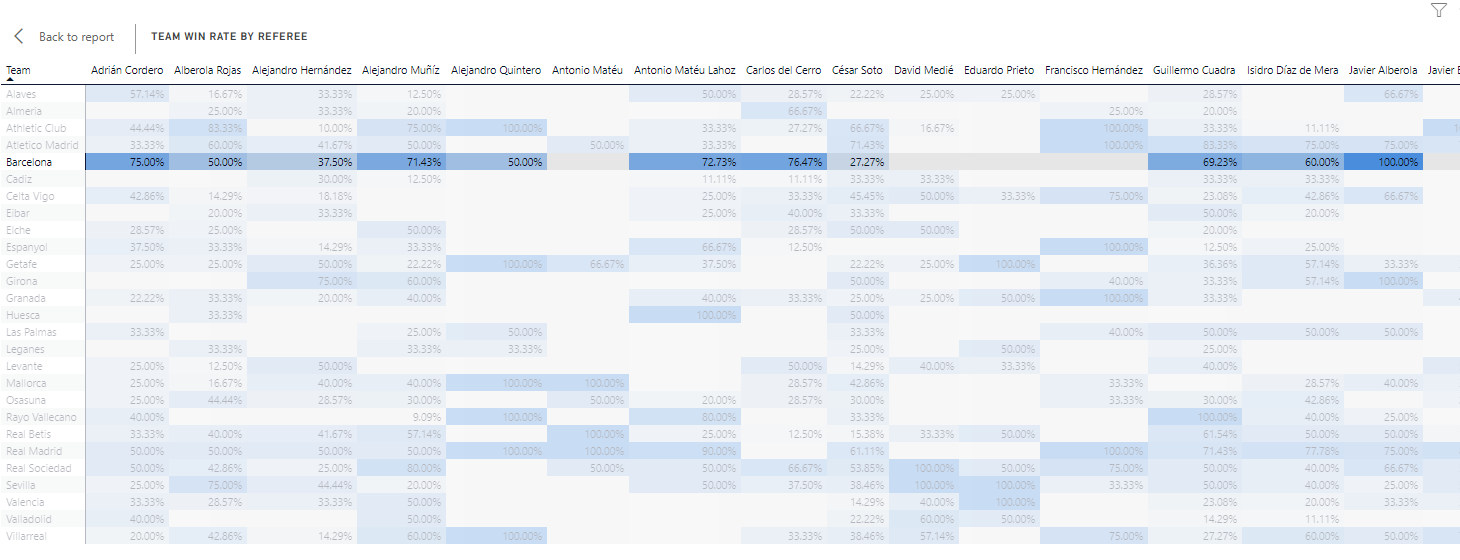 Back to report TEAM WIN RATE BY REFEREE
Team Adrián Cordero Alberola Rojas Alejandro Hernández Alejandro Muñíz Alejandro Quintero Antonio Matéu Antonio Matéu Lahoz Carlos del Cerro César Soto David Medié Eduardo Prieto Francisco Hernández Guillermo Cuadra Isidro Díaz de Mera Javier Alberola Javier
Alaves 57.14% 16.67% 33.33% 12.50% 50.00% 28.57% 22.22% 25.00% 25.00% 28.57% 66.67%
Almeria 25.00% 33.33% 20.00% 66.67% 25.00% 20.00%
Athletic Club 44.44% 83.33% 10.00% 75.00% 100.00% 33.33% 27.27% 66.67% 16.67% 100.00% 33.33% 11.11%
Atletico Madrid 33.33% 60.00% 41.67% 50.00% 50.00% 33.33% 71.43% 100.00% 83.33% 75.00% 75.00%
Barcelona 75.00% 50.00% 37.50% 71.43% 50.00% 72.73% 76.47% 27.27% 69.23% 60.00% 100.00%
Cadiz 30.00% 12.50% 11.11% 11.11% 33.33% 33.33% 33.33% 33.33%
Celta Vigo 42.86% 14.29% 18.18% 25.00% 33.33% 45.45% 50.00% 33.33% 75.00% 23.08% 42.86% 66.67%
Eibar 20.00% 33.33% 25.00% 40.00% 33.33% 50.00% 20.00%
Elche 28.57% 25.00% 50.00% 28.57% 50.00% 50.00% 20.00%
Espanyol 37.50% 33.33% 14.29% 33.33% 66.67% 12.50% 100.00% 12.50% 25.00%
Getafe 25.00% 25.00% 50.00% 22.22% 100.00% 66.67% 37.50% 22.22% 25.00% 100.00% 36.36% 57.14% 33.33%
Girona 75.00% 60.00% 50.00% 40.00% 33.33% 57.14% 100.00%
Granada 22.22% 33.33% 20.00% 40.00% 40.00% 33.33% 25.00% 25.00% 50.00% 100.00% 33.33%
Huesca 33.33% 100.00% 50.00%
Las Palmas 33.33% 25.00% 50.00% 33.33% 40.00% 50.00% 50.00% 50.00%
Leganes 33.33% 33.33% 33.33% 25.00% 50.00% 25.00%
Levante 25.00% 12.50% 50.00% 50.00% 14.29% 40.00% 33.33% 40.00%
Mallorca 25.00% 16.67% 40.00% 40.00% 100.00% 100.00% 28.57% 42.86% 33.33% 28.57% 40.00%
Osasuna 25.00% 44.44% 28.57% 30.00% 50.00% 20.00% 28.57% 30.00% 33.33% 30.00% 42.86%
Rayo Vallecano 40.00% 9.09% 100.00% 80.00% 33.33% 100.00% 40.00% 25.00%
Real Betis 33.33% 40.00% 41.67% 57.14% 100.00% 25.00% 12.50% 15.38% 33.33% 50.00% 61.54% 50.00% 50.00%
Real Madrid 50.00% 50.00% 50.00% 50.00% 100.00% 100.00% 90.00% 61.11% 100.00% 71.43% 77.78% 75.00%
Real Sociedad 50.00% 42.86% 25.00% 80.00% 50.00% 50.00% 66.67% 53.85% 100.00% 50.00% 75.00% 50.00% 40.00% 66.67%
Sevilla 25.00% 75.00% 44.44% 20.00% 50.00% 37.50% 38.46% 100.00% 100.00% 33.33% 50.00% 40.00% 25.00%
Valencia 33.33% 28.57% 33.33% 50.00% 14.29% 40.00% 100.00% 23.08% 20.00% 33.33%
Valladolid 40.00% 50.00% 22.22% 60.00% 50.00% 14.29% 11.11%
Villarreal 20.00% 42.86% 14.29% 60.00% 100.00% 33.33% 38.46% 57.14% 75.00% 27.27% 60.00% 50.00%